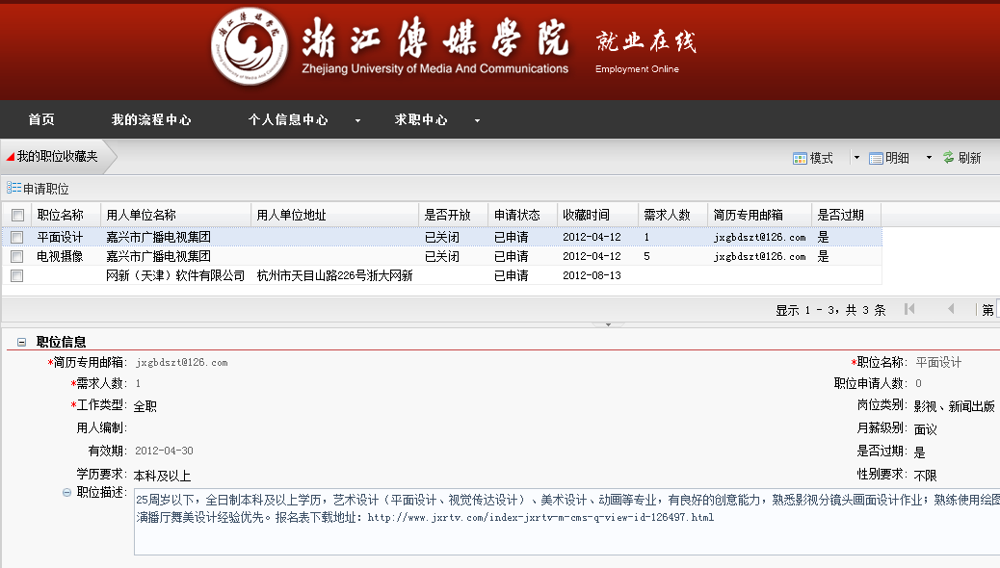 浙江傳媒學院
Zhejiang University of Media And Communications
就业在线
Employment Online
首页 我的流程中心 个人信息中心 求职中心
我的职位收藏夹 模式 明细 刷新
申请职位
职位名称 用人单位名称 用人单位地址 是否开放 申请状态 收藏时间 需求人数 简历专用邮箱 是否过期
平面设计 嘉兴市广播电视集团 已关闭 已申请 2012-04-12 1 jxgbdszt@126.com 是
电视摄像 嘉兴市广播电视集团 已关闭 已申请 2012-04-12 5 jxgbdszt@126.com 是
网新（天津）软件有限公司 杭州市天目山路226号浙大网新 已申请 2012-08-13
显示 1 - 3，共 3 条 第
职位信息
*简历专用邮箱: jxgbdszt@126.com *职位名称: 平面设计
*需求人数: 1 职位申请人数: 0
*工作类型: 全职 岗位类别: 影视、新闻出版
用人编制: 月薪级别: 面议
有效期: 2012-04-30 是否过期: 是
学历要求: 本科及以上 性别要求: 不限
职位描述: 25周岁以下，全日制本科及以上学历，艺术设计（平面设计、视觉传达设计）、美术设计、动画等专业，有良好的创意能力，熟悉影视分镜头画面设计作业；熟练使用绘图
演播厅舞美设计经验优先。报名表下载地址：http://www.jxrtv.com/index-jxrtv-m-cms-q-view-id-126497.html